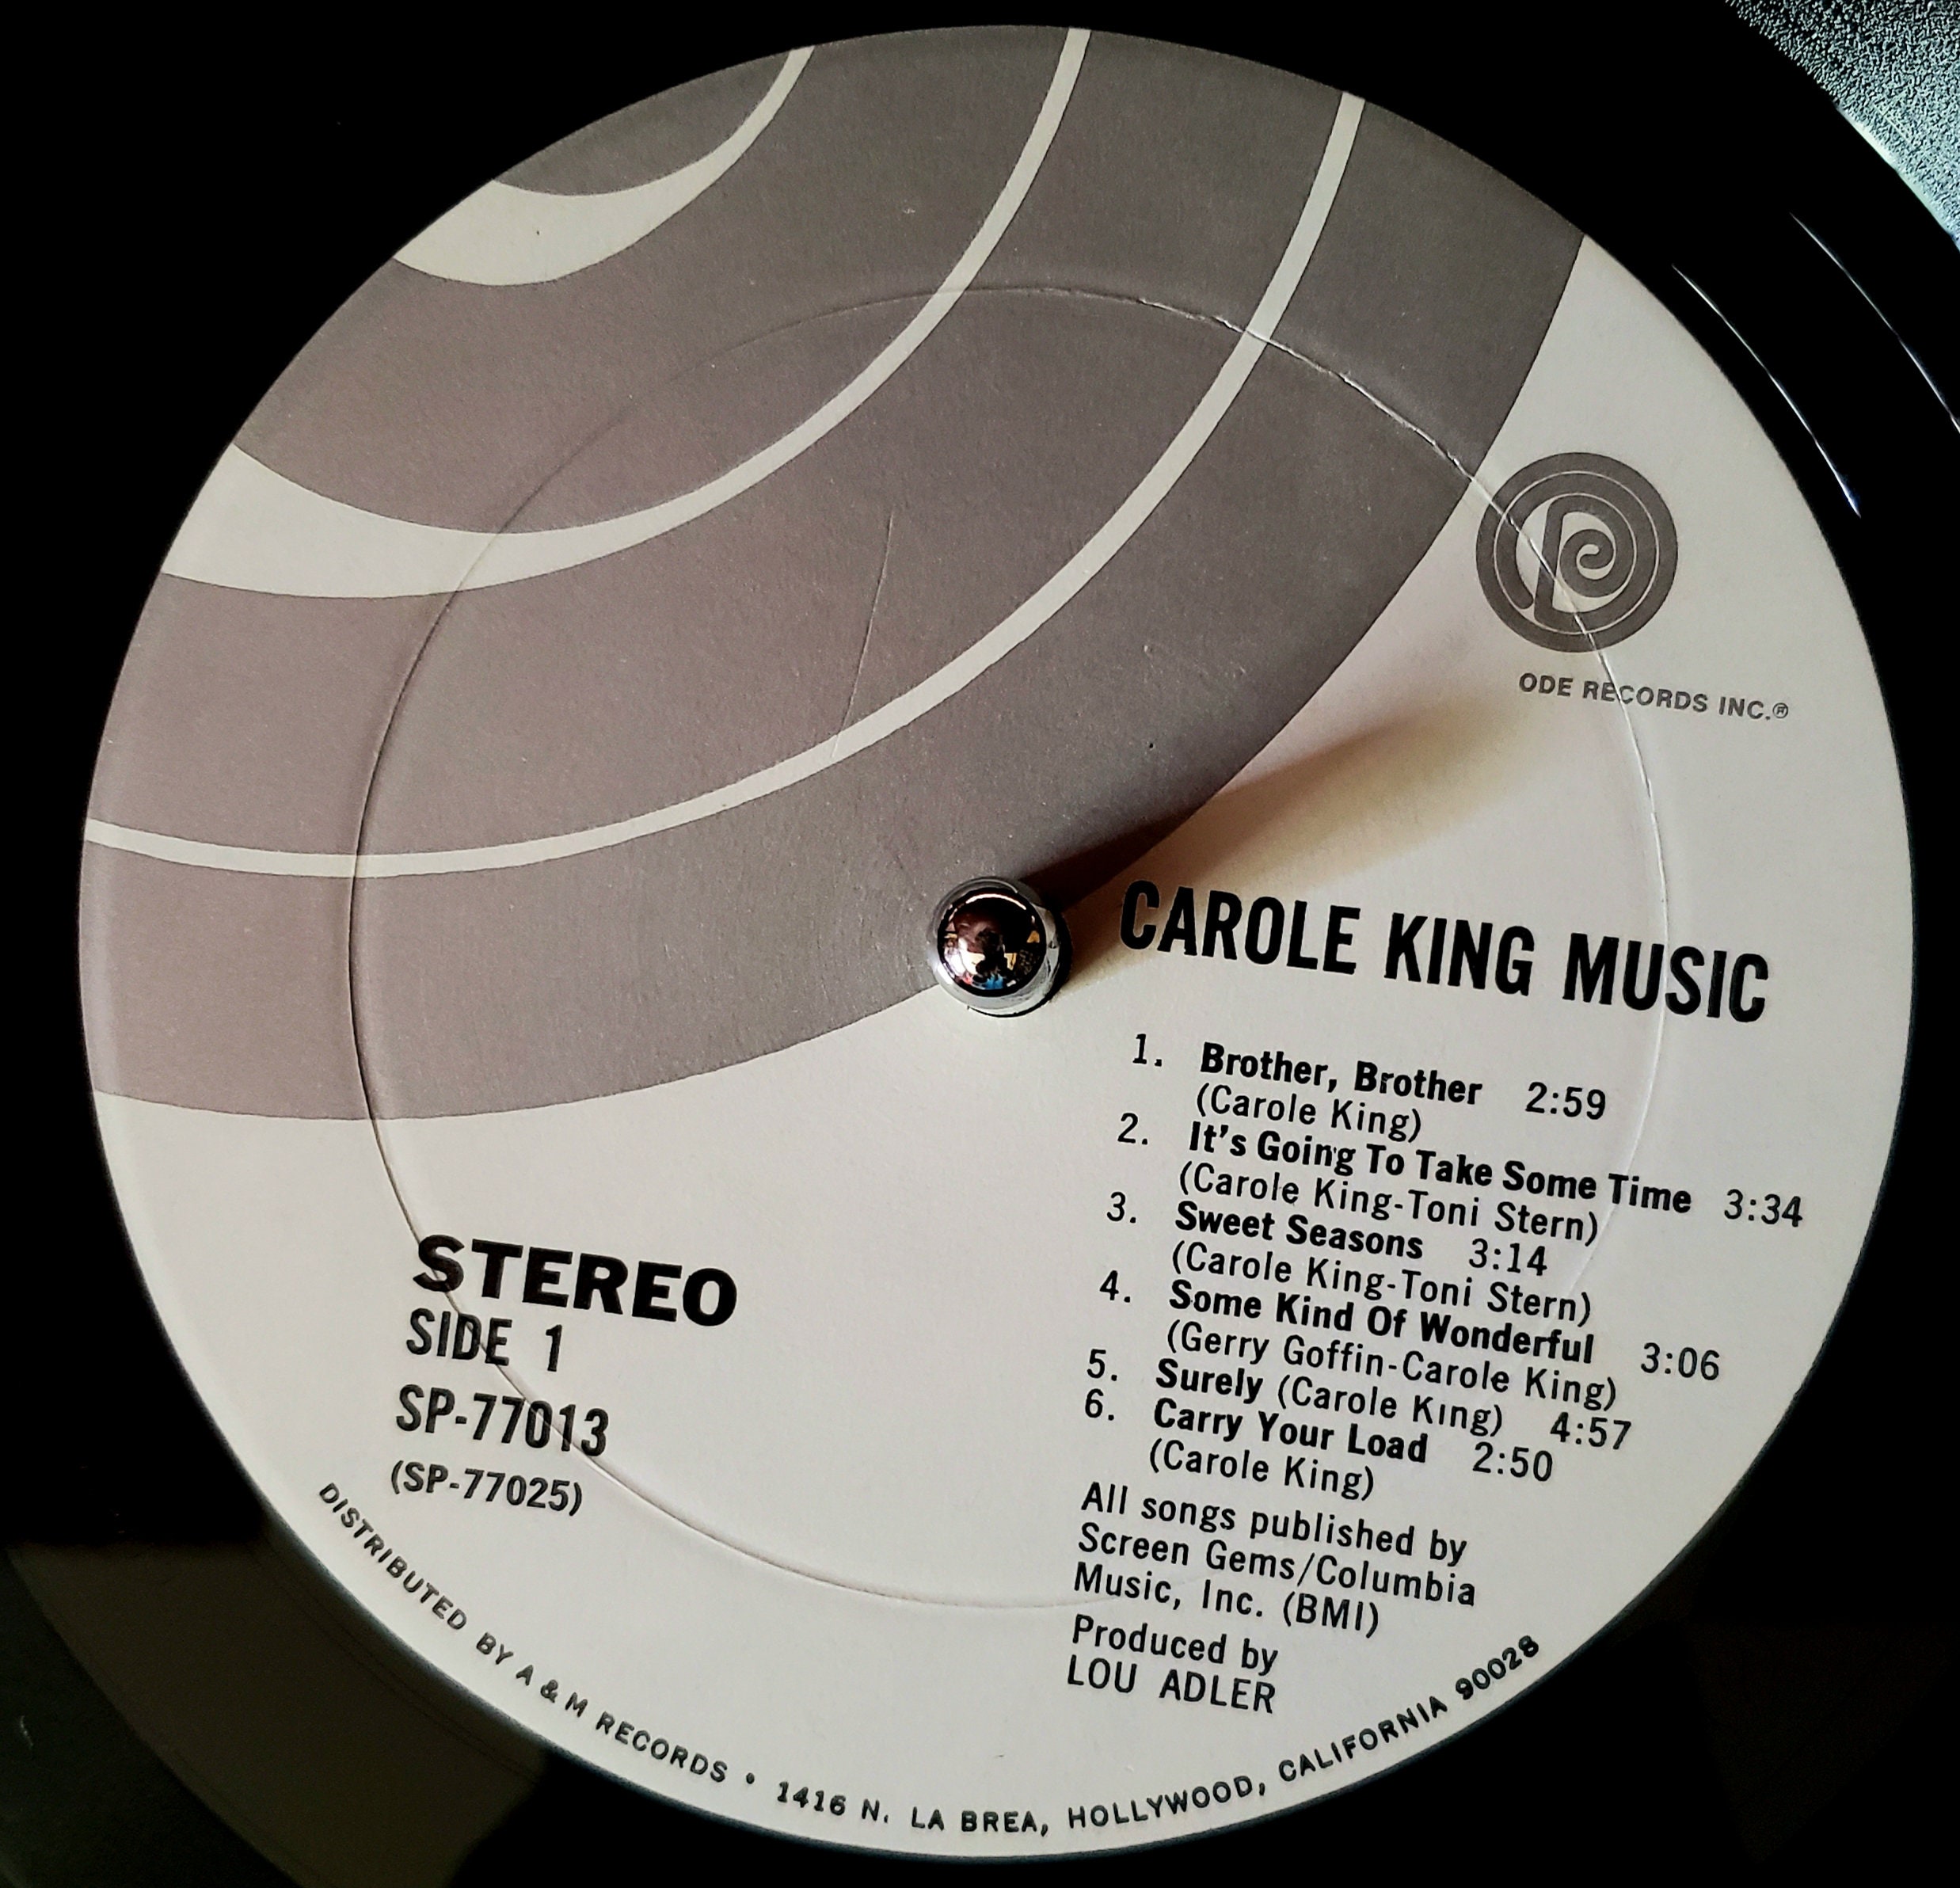 ODE RECORDS INC.®
CAROLE KING MUSIC
1. Brother, Brother 2:59
(Carole King)
2. It's Going To Take Some Time 3:34
(Carole King-Toni Stern)
3. Sweet Seasons 3:14
(Carole King-Toni Stern)
4. Some Kind Of Wonderful 3:06
(Gerry Goffin-Carole King)
5. Surely (Carole King) 4:57
6. Carry Your Load 2:50
(Carole King)
All songs published by
Screen Gems/Columbia
Music, Inc. (BMI)
Produced by
LOU ADLER
STEREO
SIDE 1
SP-77013
(SP-77025)
DISTRIBUTED BY A & M RECORDS • 1416 N. LA BREA, HOLLYWOOD, CALIFORNIA 90028